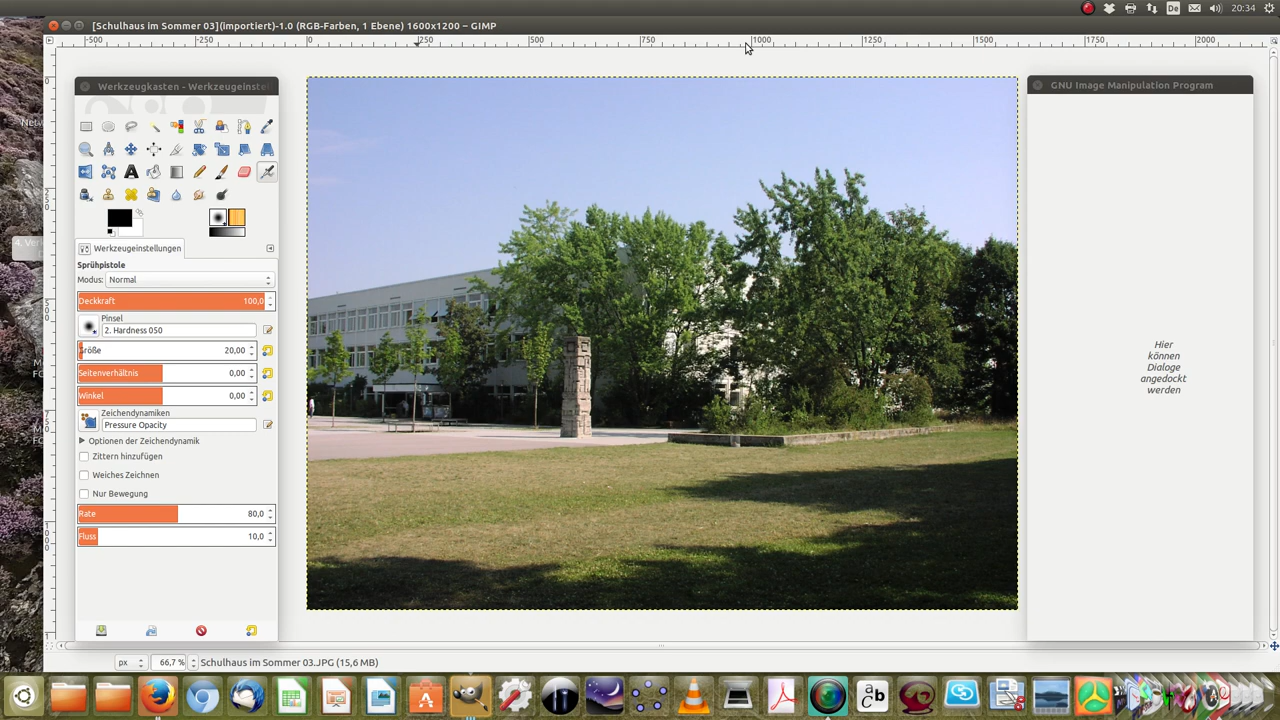 20:34
De
[Schulhaus im Sommer 03](importiert)-1.0 (RGB-Farben, 1 Ebene) 1600x1200 – GIMP
-500 -250 0 250 500 750 1000 1250 1500 1750 2000
Werkzeugkasten - Werkzeugeinste
GNU Image Manipulation Program
Werkzeugeinstellungen
Sprühpistole
Modus: Normal
Deckkraft 100,0
Pinsel
2. Hardness 050
Größe 20,00
Seitenverhältnis 0,00
Winkel 0,00
Zeichendynamiken
Pressure Opacity
Optionen der Zeichendynamik
Zittern hinzufügen
Weiches Zeichnen
Nur Bewegung
Rate 80,0
Fluss 10,0
Hier
können
Dialoge
angedockt
werden
px 66,7 % Schulhaus im Sommer 03.JPG (15,6 MB)